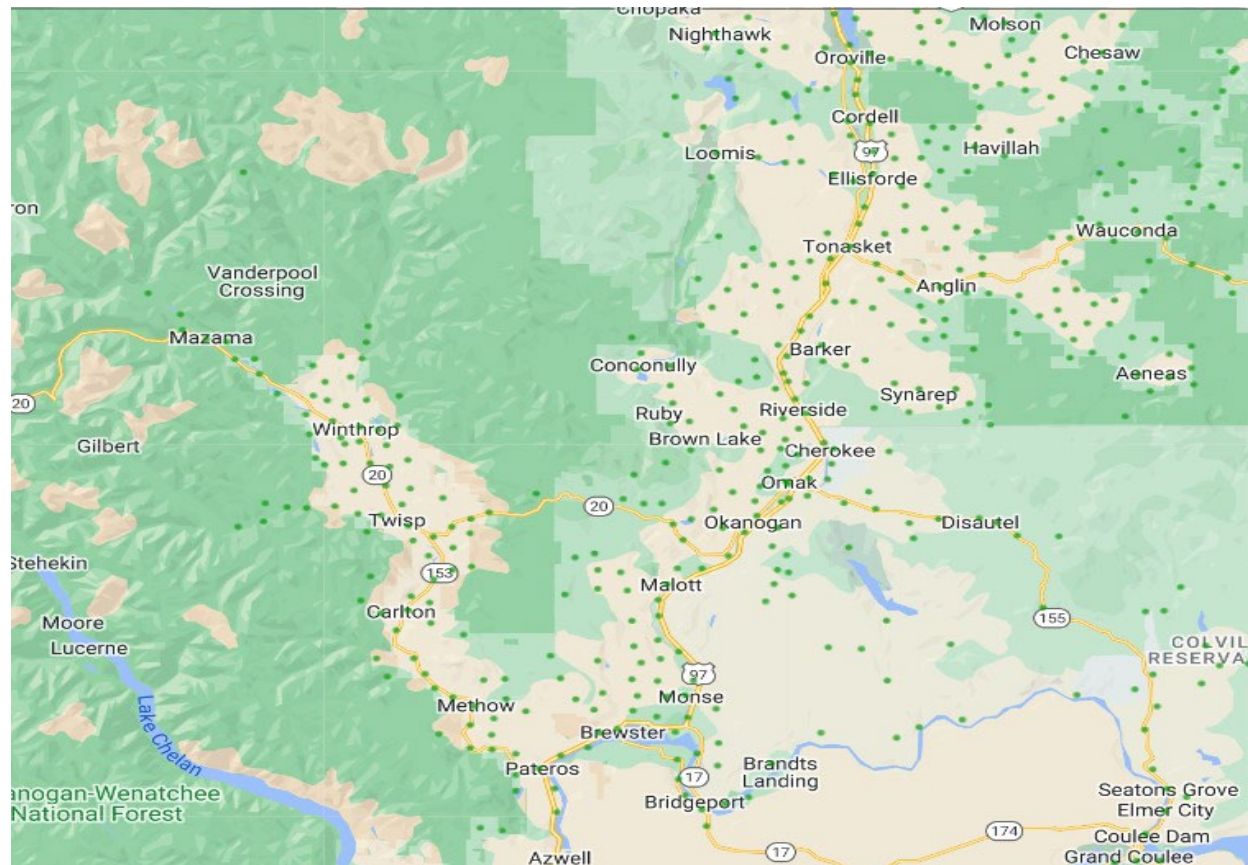 Chopaka
Nighthawk
Molson
Chesaw
Oroville
Cordell
Havillah
Loomis
97
Ellisforde
Tonasket
Wauconda
Vanderpool
Crossing
Anglin
Mazama
Barker
Conconully
Aeneas
Synarep
20
Ruby
Riverside
Winthrop
Gilbert
Brown Lake
Cherokee
20
Omak
20
Twisp
Okanogan
Disautel
Stehekin
153
Malott
Carlton
Moore
155
Lucerne
COLVIL
RESERVA
97
Methow
Monse
Lake Chelan
Brewster
Pateros
Brandts
Landing
17
anogan-Wenatchee
National Forest
Bridgeport
Seatons Grove
Elmer City
174
Coulee Dam
17
Azwell
Grand Coulee